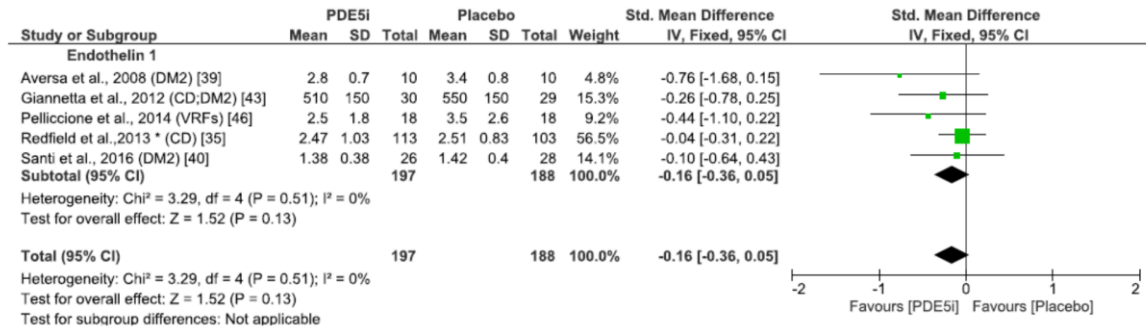 PDE5i Placebo Std. Mean Difference Std. Mean Difference
Study or Subgroup Mean SD Total Mean SD Total Weight IV, Fixed, 95% CI IV, Fixed, 95% CI
Endothelin 1
Aversa et al., 2008 (DM2) [39] 2.8 0.7 10 3.4 0.8 10 4.8% -0.76 [-1.68, 0.15]
Giannetta et al., 2012 (CD;DM2) [43] 510 150 30 550 150 29 15.3% -0.26 [-0.78, 0.25]
Pelliccione et al., 2014 (VRFs) [46] 2.5 1.8 18 3.5 2.6 18 9.2% -0.44 [-1.10, 0.22]
Redfield et al.,2013 * (CD) [35] 2.47 1.03 113 2.51 0.83 103 56.5% -0.04 [-0.31, 0.22]
Santi et al., 2016 (DM2) [40] 1.38 0.38 26 1.42 0.4 28 14.1% -0.10 [-0.64, 0.43]
Subtotal (95% CI) 197 188 100.0% -0.16 [-0.36, 0.05]
Heterogeneity: Chi² = 3.29, df = 4 (P = 0.51); I² = 0%
Test for overall effect: Z = 1.52 (P = 0.13)
Total (95% CI) 197 188 100.0% -0.16 [-0.36, 0.05]
Heterogeneity: Chi² = 3.29, df = 4 (P = 0.51); I² = 0%
Test for overall effect: Z = 1.52 (P = 0.13)
Test for subgroup differences: Not applicable
-2 -1 0 1 2
Favours [PDE5i] Favours [Placebo]